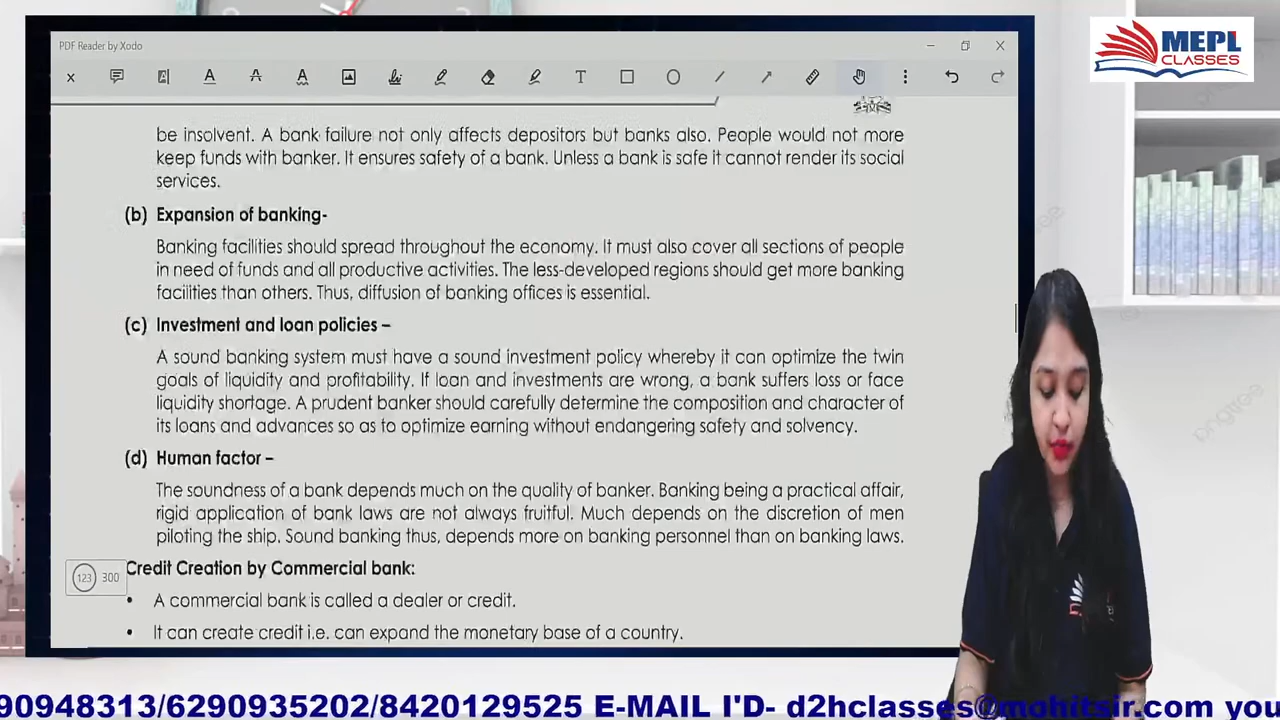 PDF Reader by Xodo
MEPL
CLASSES
be insolvent. A bank failure not only affects depositors but banks also. People would not more
keep funds with banker. It ensures safety of a bank. Unless a bank is safe it cannot render its social
services.
(b) Expansion of banking-
Banking facilities should spread throughout the economy. It must also cover all sections of people
in need of funds and all productive activities. The less-developed regions should get more banking
facilities than others. Thus, diffusion of banking offices is essential.
(c) Investment and loan policies –
A sound banking system must have a sound investment policy whereby it can optimize the twin
goals of liquidity and profitability. If loan and investments are wrong, a bank suffers loss or face
liquidity shortage. A prudent banker should carefully determine the composition and character of
its loans and advances so as to optimize earning without endangering safety and solvency.
(d) Human factor –
The soundness of a bank depends much on the quality of banker. Banking being a practical affair,
rigid application of bank laws are not always fruitful. Much depends on the discretion of men
piloting the ship. Sound banking thus, depends more on banking personnel than on banking laws.
123 300
Credit Creation by Commercial bank:
• A commercial bank is called a dealer or credit.
• It can create credit i.e. can expand the monetary base of a country.
90948313/6290935202/8420129525 E-MAIL I'D- d2hclasses@mohitsir.com you